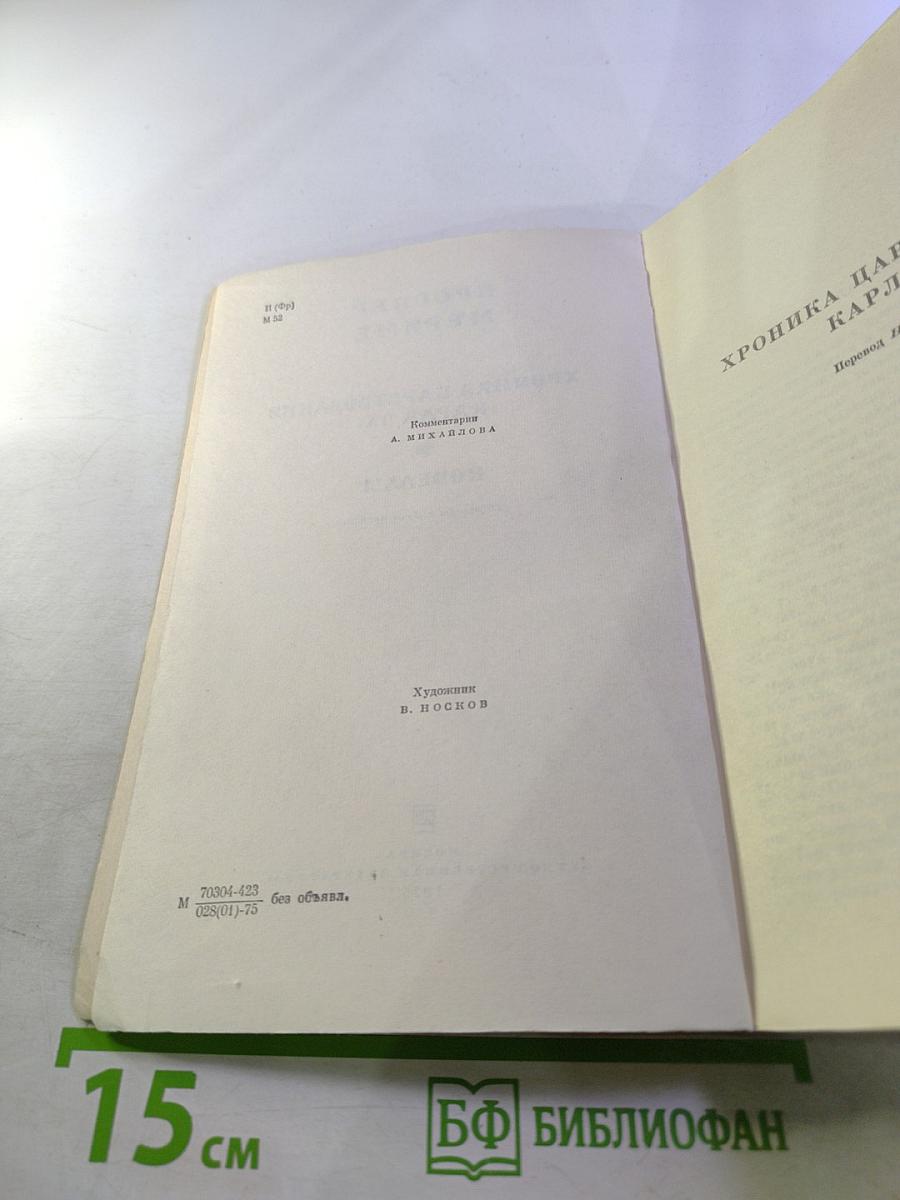 И (Фр)
М 52
Комментарии
А. МИХАЙЛОВА
Художник
В. НОСКОВ
М 70304-423
028(01)-75 без объявл.
ХРОНИКА ЦАР
КАРЛ
Перевод
15 см
БФ БИБЛИОФАН